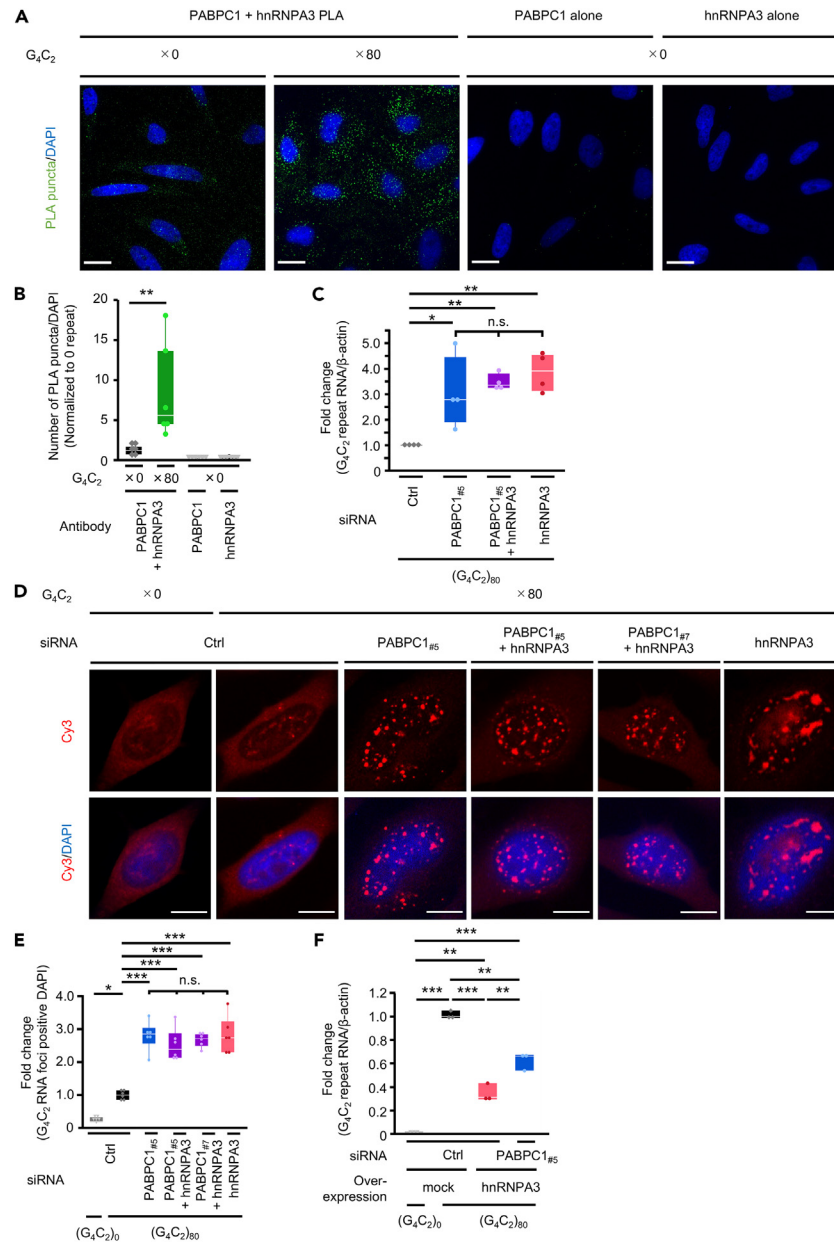 A
PABPC1 + hnRNPA3 PLA
PABPC1 alone
hnRNPA3 alone
G4C2
×0
×80
×0
PLA puncta/DAPI
B
Number of PLA puncta/DAPI
(Normalized to 0 repeat)
20
15
10
5
0
**
G4C2
×0
×80
×0
Antibody
PABPC1
+ hnRNPA3
PABPC1
hnRNPA3
C
**
**
*
n.s.
Fold change
(G4C2 repeat RNA/β-actin)
5.0
4.0
3.0
2.0
1.0
0.0
siRNA
Ctrl
PABPC1#5
PABPC1#5
+ hnRNPA3
hnRNPA3
(G4C2)80
D
G4C2
×0
×80
siRNA
Ctrl
PABPC1#5
PABPC1#5
+ hnRNPA3
PABPC1#7
+ hnRNPA3
hnRNPA3
Cy3
Cy3/DAPI
E
***
***
***
***
*
n.s.
Fold change
(G4C2 RNA foci positive DAPI)
4.0
3.0
2.0
1.0
0.0
siRNA
Ctrl
PABPC1#5
PABPC1#5
+ hnRNPA3
PABPC1#7
+ hnRNPA3
hnRNPA3
(G4C2)0
(G4C2)80
F
***
**
**
***
***
**
Fold change
(G4C2 repeat RNA/β-actin)
1.2
1.0
0.8
0.6
0.4
0.2
0
siRNA
Ctrl
PABPC1#5
Over-
expression
mock
hnRNPA3
(G4C2)0
(G4C2)80